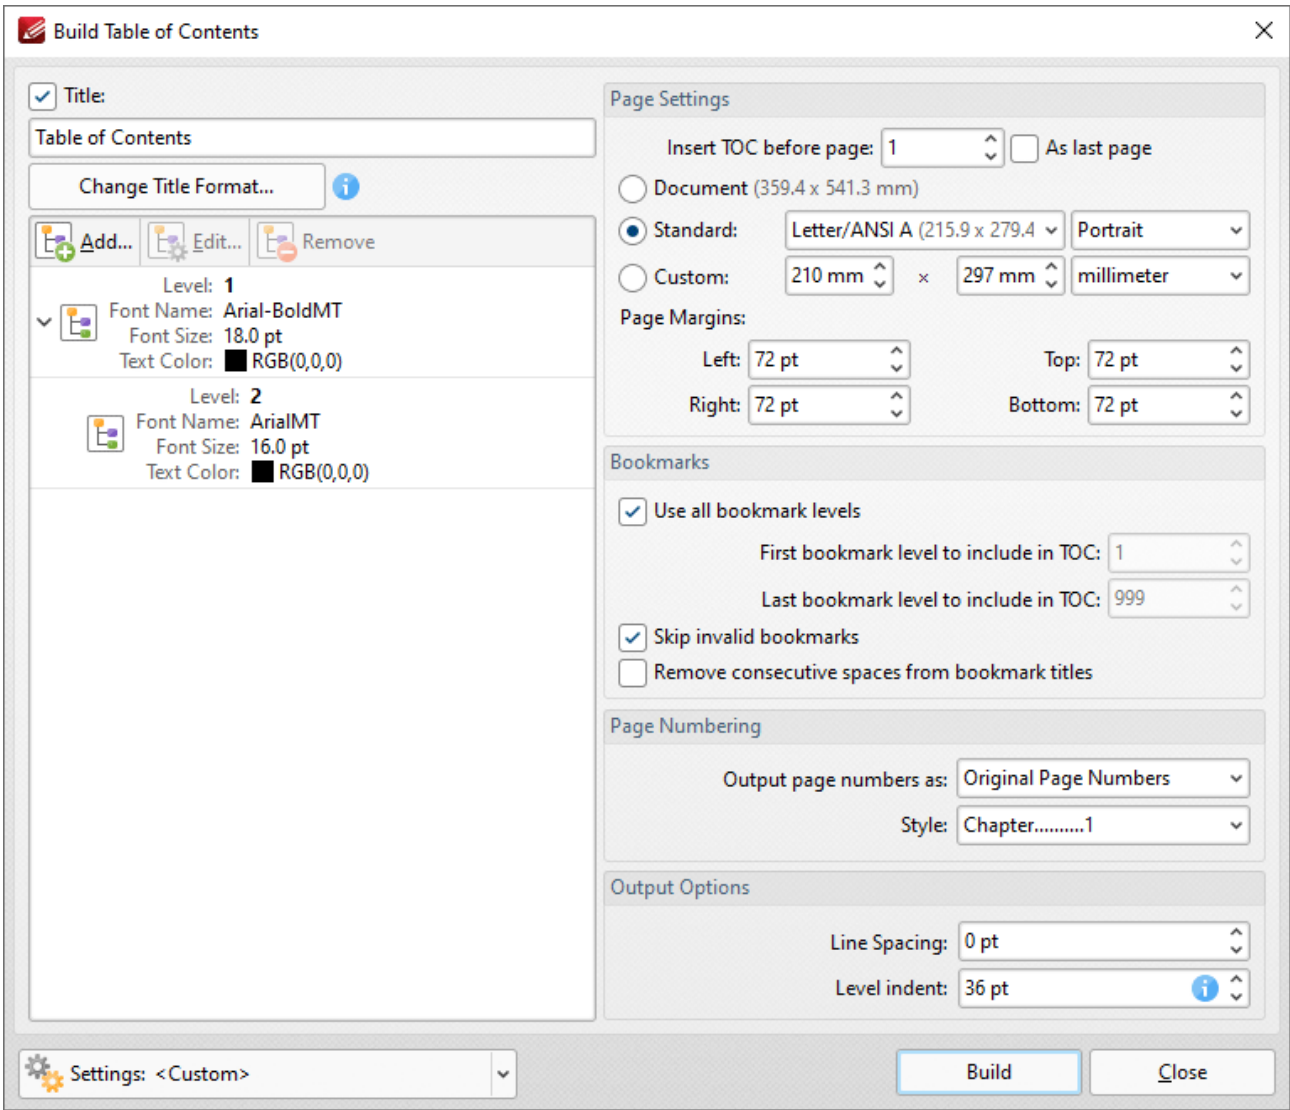 Build Table of Contents
Title:
Table of Contents
Change Title Format...
Add... Edit... Remove
Level: 1
Font Name: Arial-BoldMT
Font Size: 18.0 pt
Text Color: RGB(0,0,0)
Level: 2
Font Name: ArialMT
Font Size: 16.0 pt
Text Color: RGB(0,0,0)
Page Settings
Insert TOC before page: 1 As last page
Document (359.4 x 541.3 mm)
Standard: Letter/ANSI A (215.9 x 279.4 Portrait
Custom: 210 mm x 297 mm millimeter
Page Margins:
Left: 72 pt Top: 72 pt
Right: 72 pt Bottom: 72 pt
Bookmarks
Use all bookmark levels
First bookmark level to include in TOC: 1
Last bookmark level to include in TOC: 999
Skip invalid bookmarks
Remove consecutive spaces from bookmark titles
Page Numbering
Output page numbers as: Original Page Numbers
Style: Chapter..........1
Output Options
Line Spacing: 0 pt
Level indent: 36 pt
Settings: <Custom>
Build Close